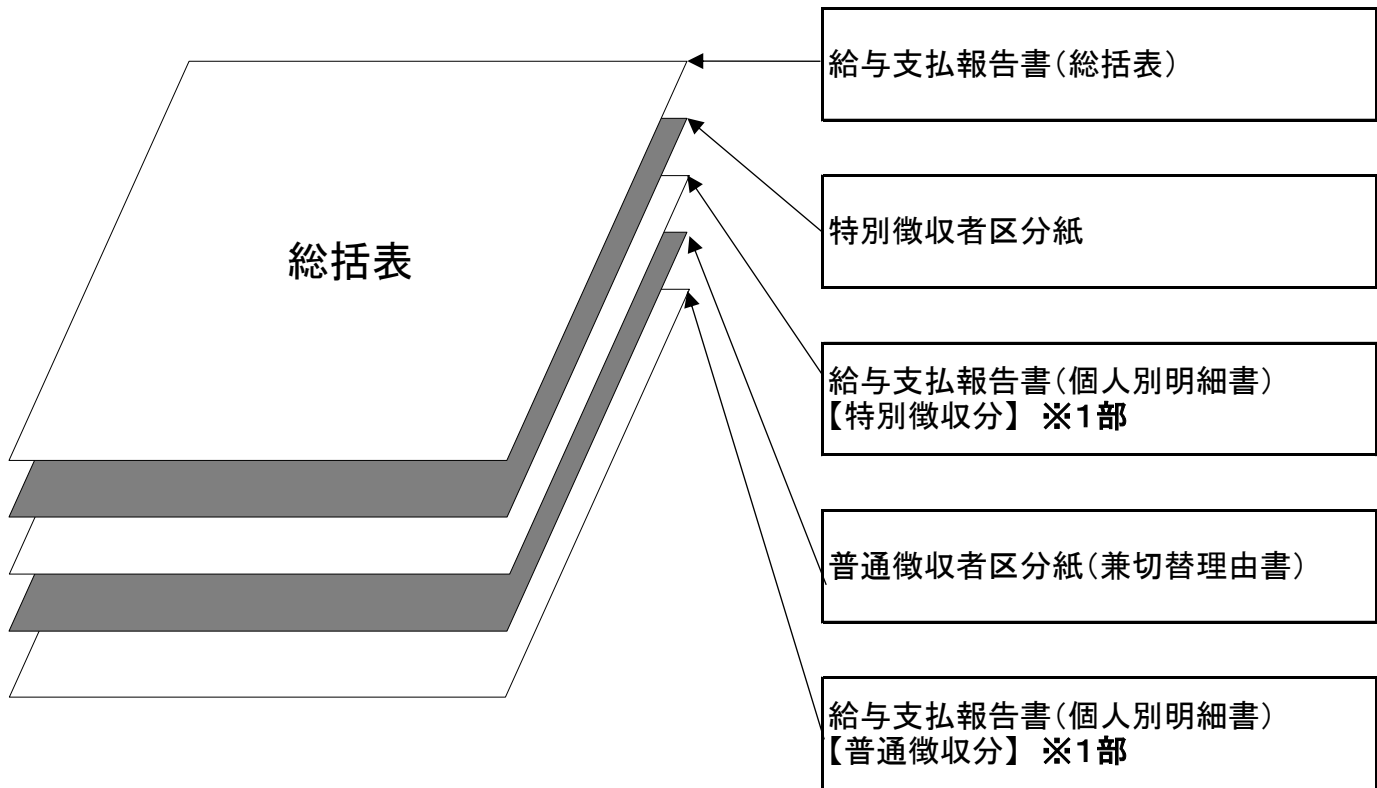 総括表
給与支払報告書(総括表)
特別徴収者区分紙
給与支払報告書(個人別明細書)
【特別徴収分】 ※1部
普通徴収者区分紙(兼切替理由書)
給与支払報告書(個人別明細書)
【普通徴収分】 ※1部